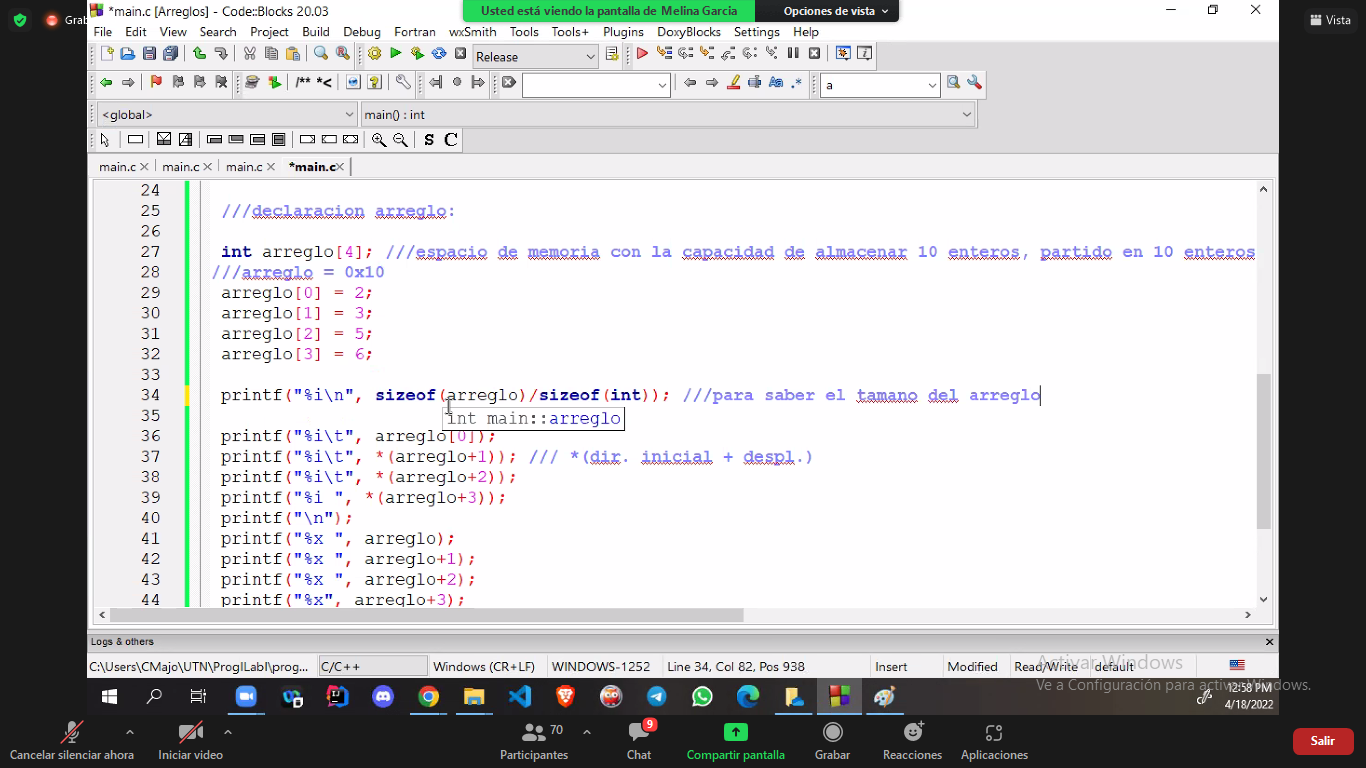 *main.c [Arreglos] - Code::Blocks 20.03
Usted está viendo la pantalla de Melina Garcia
Opciones de vista
Vista
File Edit View Search Project Build Debug Fortran wxSmith Tools Tools+ Plugins DoxyBlocks Settings Help
Release
/** *<
a
<global>
main() : int
S C
main.c main.c main.c *main.c
24
25 ///declaracion arreglo:
26
27 int arreglo[4]; ///espacio de memoria con la capacidad de almacenar 10 enteros, partido en 10 enteros
28 ///arreglo = 0x10
29 arreglo[0] = 2;
30 arreglo[1] = 3;
31 arreglo[2] = 5;
32 arreglo[3] = 6;
33
34 printf("%i\n", sizeof(arreglo)/sizeof(int)); ///para saber el tamano del arreglo
35
int main::arreglo
36 printf("%i\t", arreglo[0]);
37 printf("%i\t", *(arreglo+1)); /// *(dir. inicial + despl.)
38 printf("%i\t", *(arreglo+2));
39 printf("%i ", *(arreglo+3));
40 printf("\n");
41 printf("%x ", arreglo);
42 printf("%x ", arreglo+1);
43 printf("%x ", arreglo+2);
44 printf("%x", arreglo+3);
Logs & others
C:\Users\CMajo\UTN\ProgILabI\prog... C/C++ Windows (CR+LF) WINDOWS-1252 Line 34, Col 82, Pos 938 Insert Modified Read/Write default
Activar Windows
Ve a Configuración para activar Windows.
12:58 PM
4/18/2022
Cancelar silenciar ahora
Iniciar video
Participantes
70
Chat
9
Compartir pantalla
Grabar
Reacciones
Aplicaciones
Salir